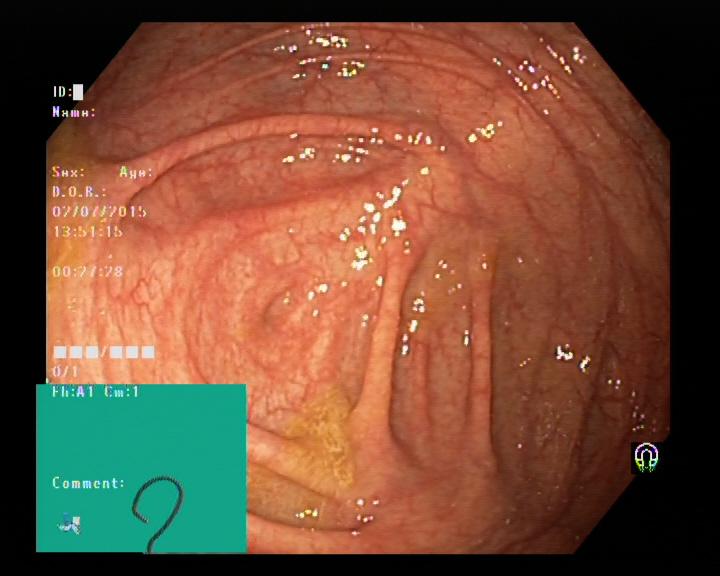 ID:
Name:
Sex: Age:
D.O.B.:
02/07/2015
13:51:15
00:27:28
0/1
Ph:A1 Cm:1
Comment: